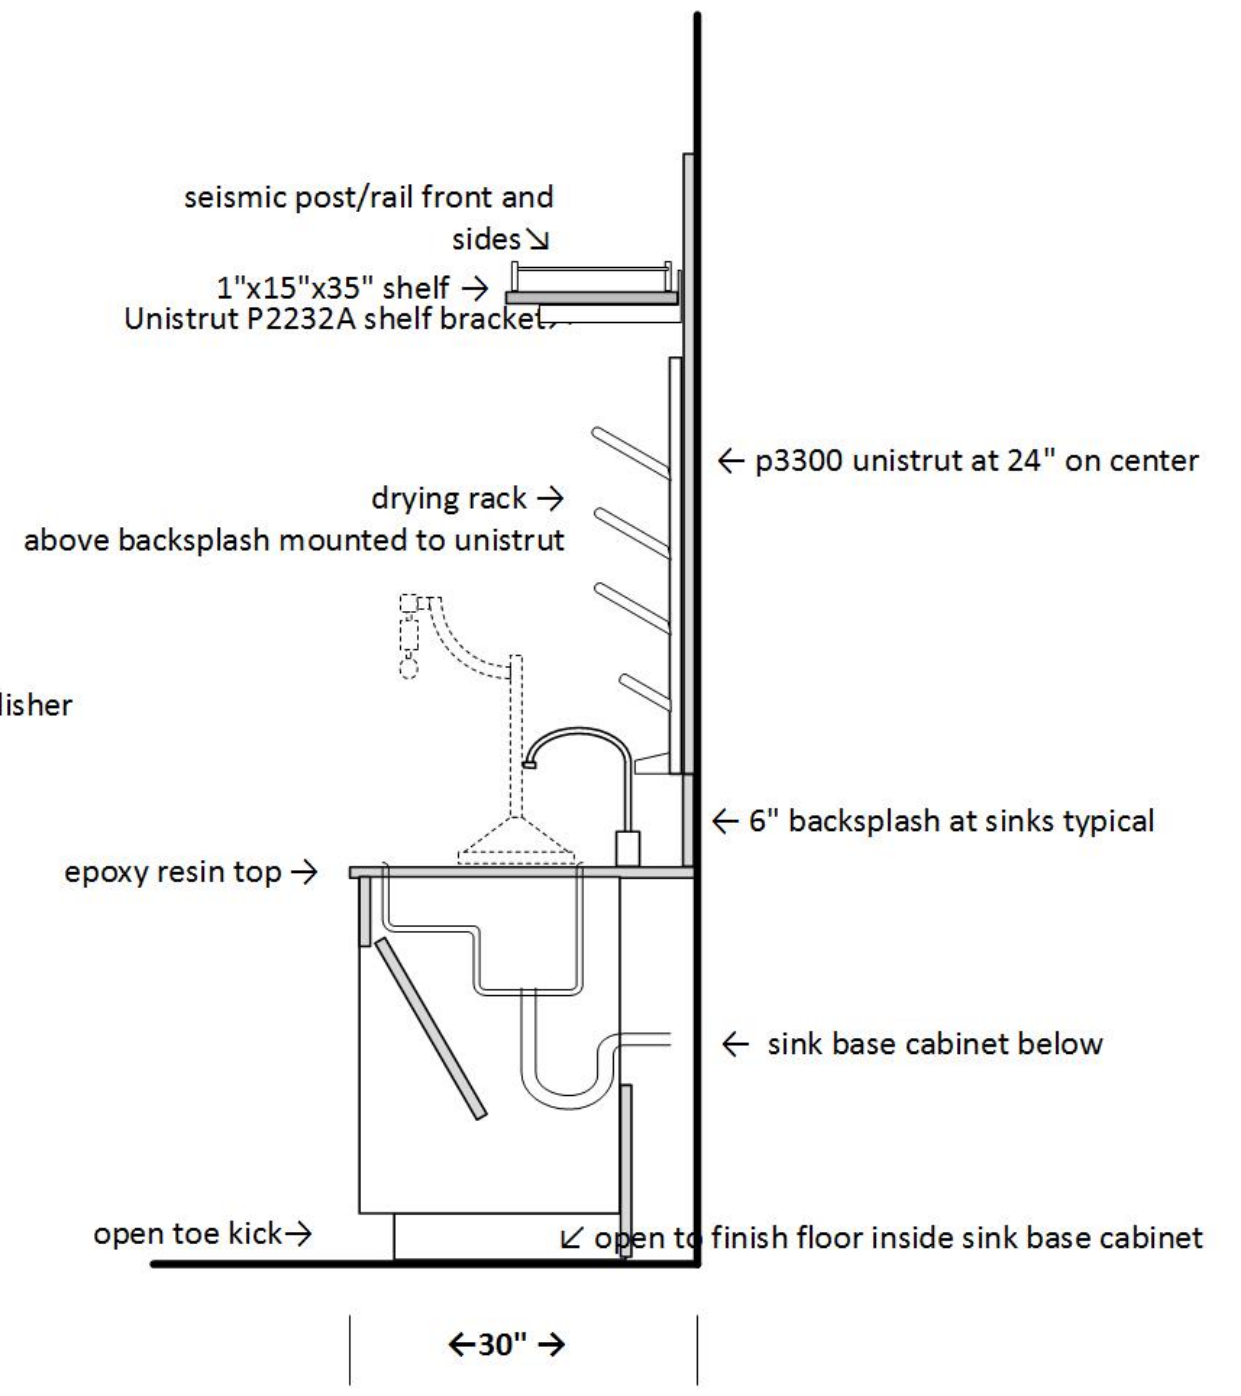 seismic post/rail front and
sides↘
1"x15"x35" shelf →
Unistrut P2232A shelf bracket
← p3300 unistrut at 24" on center
drying rack →
above backsplash mounted to unistrut
lisher
← 6" backsplash at sinks typical
epoxy resin top →
← sink base cabinet below
open toe kick→
↙ open to finish floor inside sink base cabinet
←30" →